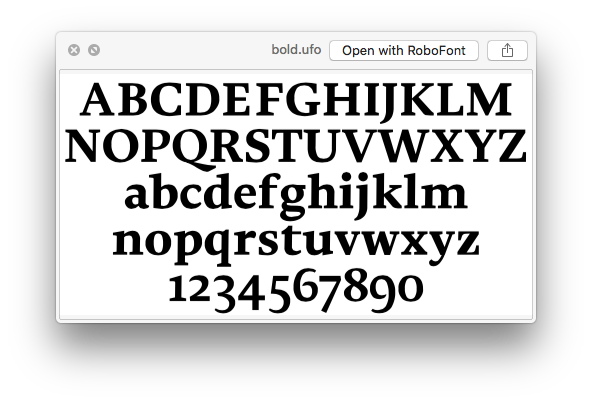 bold.ufo Open with RoboFont
ABCDEFGHIJKLM
NOPQRSTUVWXYZ
abcdefghijklm
nopqrstuvwxyz
1234567890